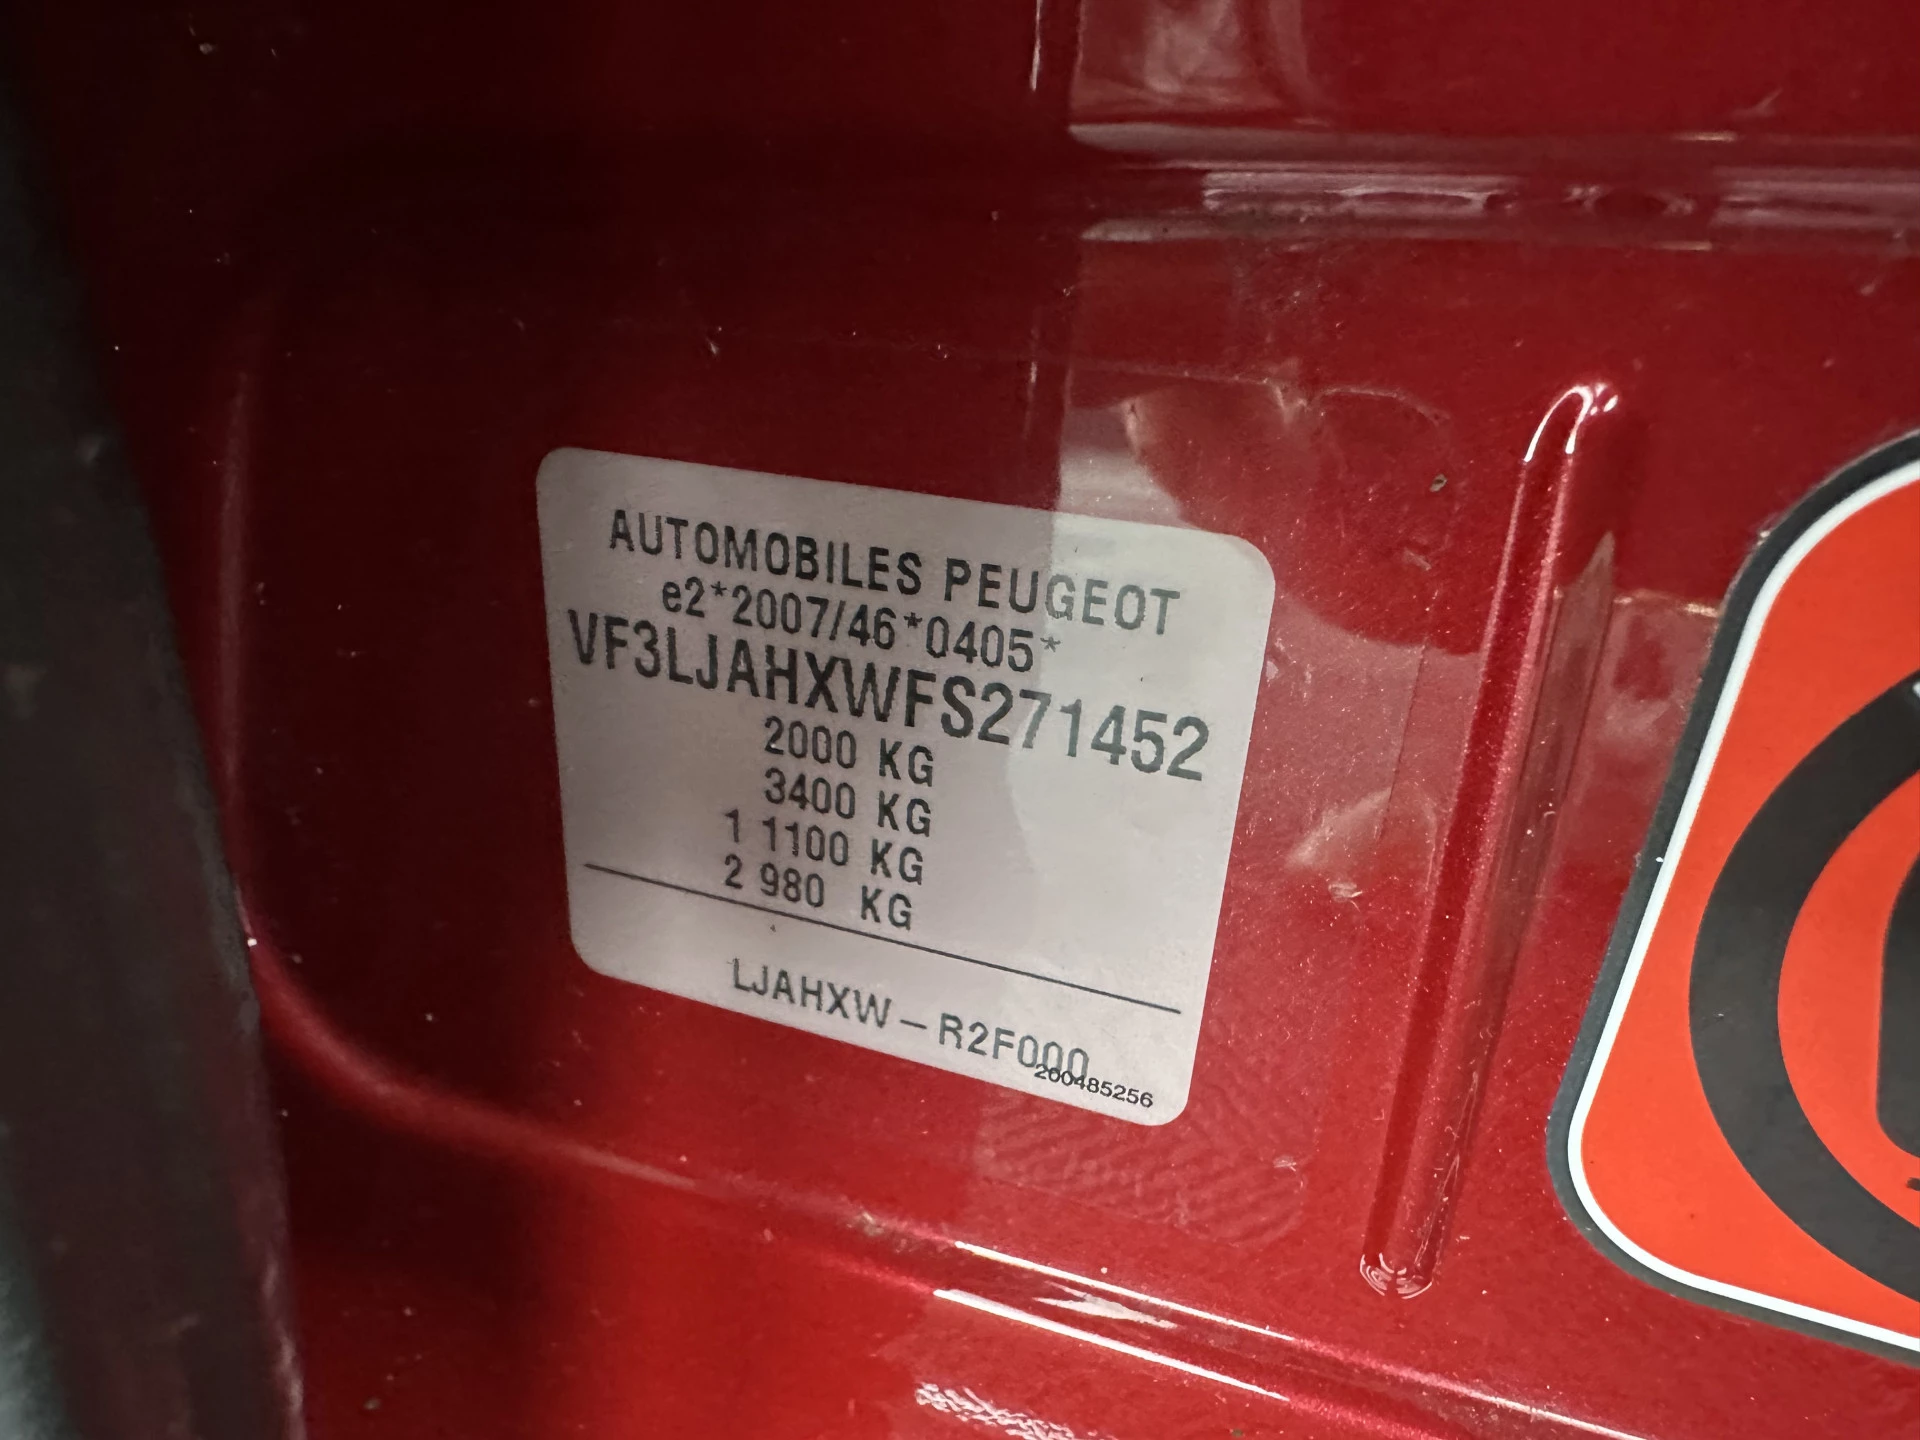 AUTOMOBILES PEUGEOT
e2*2007/46*0405*
VF3LJAHXWFS271452
2000 KG
3400 KG
1 1100 KG
2 980 KG
LJAHXW – R2F000
200485256